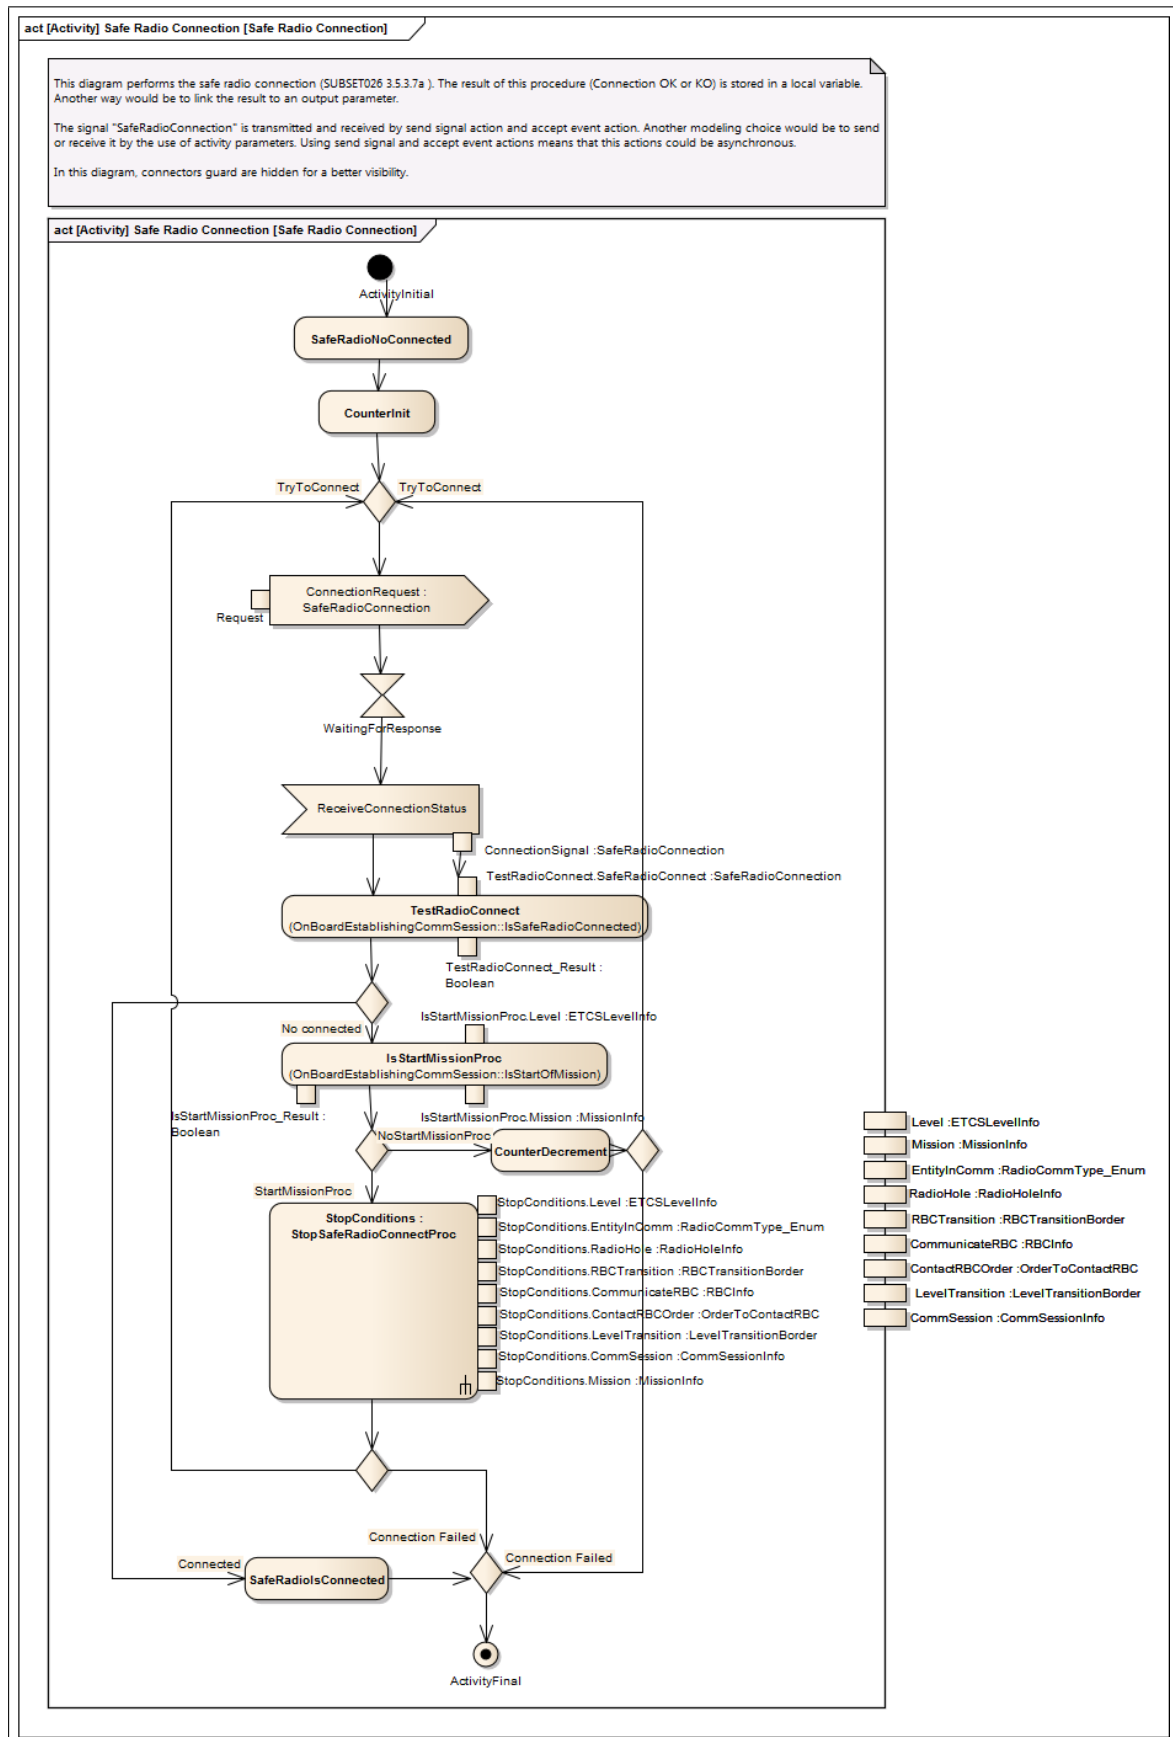 act [Activity] Safe Radio Connection [Safe Radio Connection]
This diagram performs the safe radio connection (SUBSET026 3.5.3.7a ). The result of this procedure (Connection OK or KO) is stored in a local variable.
Another way would be to link the result to an output parameter.
The signal "SafeRadioConnection" is transmitted and received by send signal action and accept event action. Another modeling choice would be to send
or receive it by the use of activity parameters. Using send signal and accept event actions means that this actions could be asynchronous.
In this diagram, connectors guard are hidden for a better visibility.
act [Activity] Safe Radio Connection [Safe Radio Connection]
ActivityInitial
SafeRadioNoConnected
CounterInit
TryToConnect
TryToConnect
ConnectionRequest :
SafeRadioConnection
Request
WaitingForResponse
ReceiveConnectionStatus
ConnectionSignal :SafeRadioConnection
TestRadioConnect.SafeRadioConnect :SafeRadioConnection
TestRadioConnect
(OnBoardEstablishingCommSession::IsSafeRadioConnected)
TestRadioConnect_Result :
Boolean
IsStartMissionProc.Level :ETCSLevelInfo
No connected
IsStartMissionProc
(OnBoardEstablishingCommSession::IsStartOfMission)
IsStartMissionProc_Result :
Boolean
IsStartMissionProc.Mission :MissionInfo
NoStartMissionProc
CounterDecrement
StartMissionProc
StopConditions :
StopSafeRadioConnectProc
StopConditions.Level :ETCSLevelInfo
StopConditions.EntityInComm :RadioCommType_Enum
StopConditions.RadioHole :RadioHoleInfo
StopConditions.RBCTransition :RBCTransitionBorder
StopConditions.CommunicateRBC :RBCInfo
StopConditions.ContactRBCOrder :OrderToContactRBC
StopConditions.LevelTransition :LevelTransitionBorder
StopConditions.CommSession :CommSessionInfo
StopConditions.Mission :MissionInfo
Level :ETCSLevelInfo
Mission :MissionInfo
EntityInComm :RadioCommType_Enum
RadioHole :RadioHoleInfo
RBCTransition :RBCTransitionBorder
CommunicateRBC :RBCInfo
ContactRBCOrder :OrderToContactRBC
LevelTransition :LevelTransitionBorder
CommSession :CommSessionInfo
Connection Failed
Connection Failed
Connected
SafeRadioIsConnected
ActivityFinal